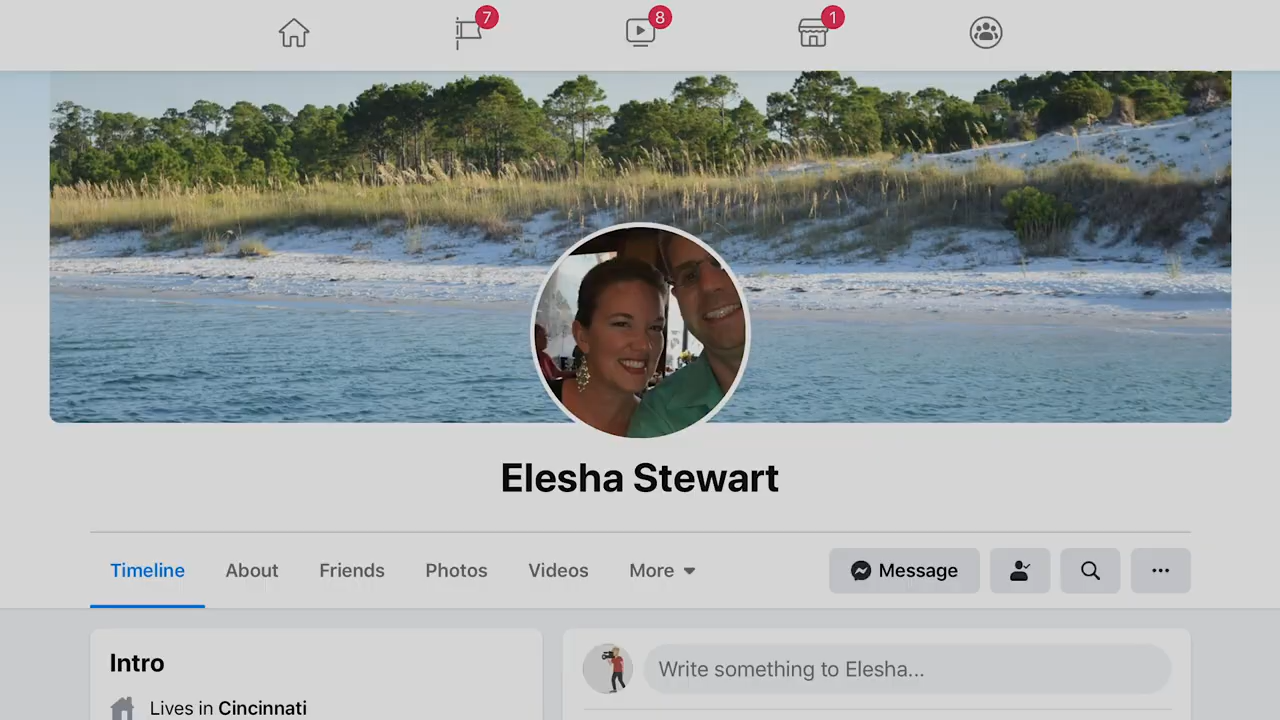 7
8
1
Elesha Stewart
Timeline
About
Friends
Photos
Videos
More
Message
Intro
Write something to Elesha...
Lives in Cincinnati